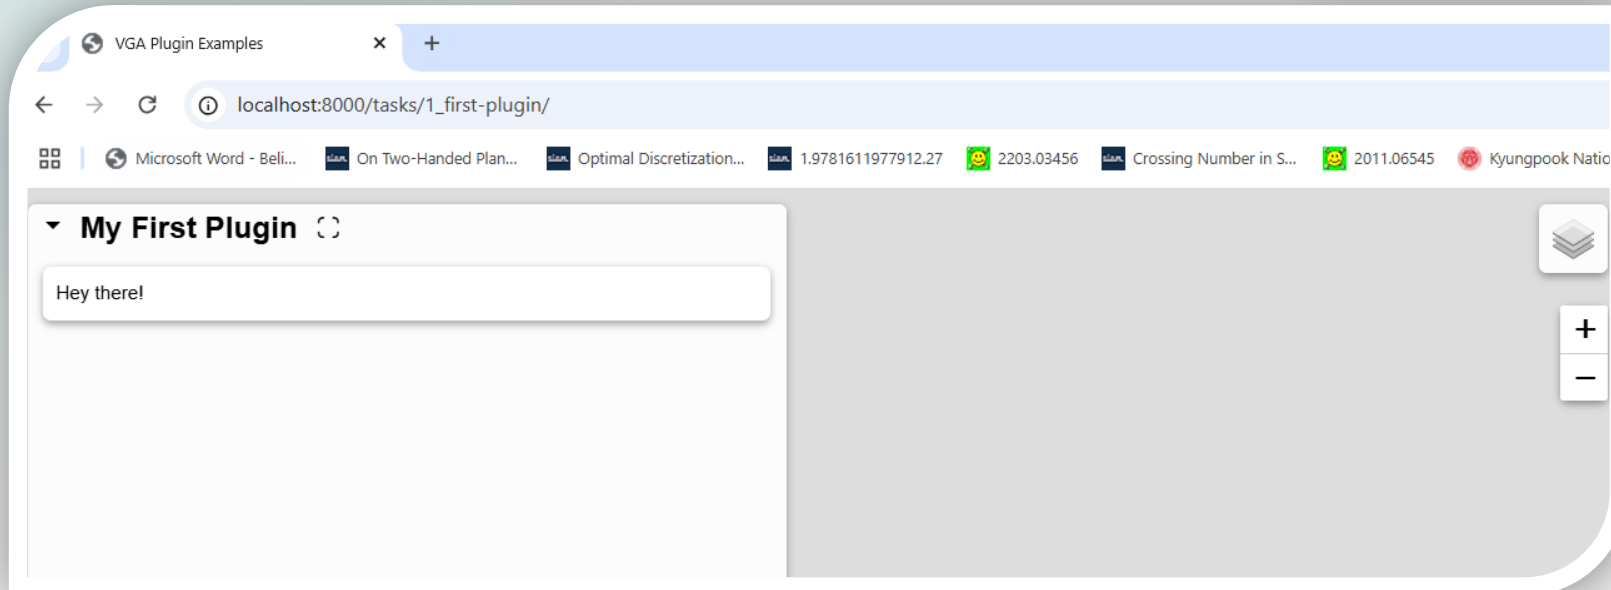 VGA Plugin Examples
localhost:8000/tasks/1_first-plugin/
Microsoft Word - Beli... On Two-Handed Plan... Optimal Discretization... 1.9781611977912.27 2203.03456 Crossing Number in S... 2011.06545 Kyungpook Natio
My First Plugin
Hey there!